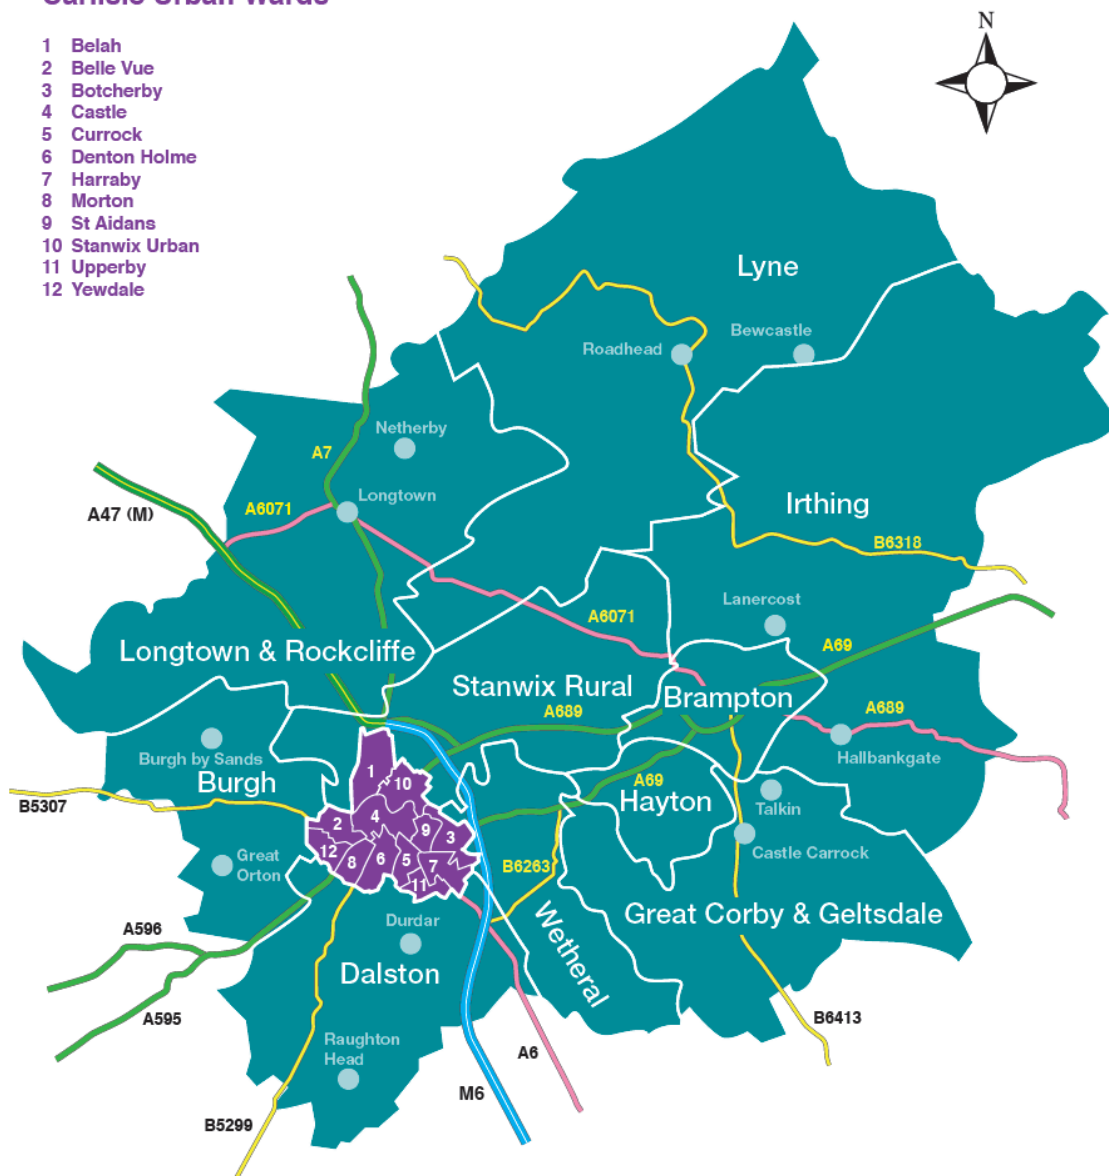 Carlisle Urban Wards
1 Belah
2 Belle Vue
3 Botcherby
4 Castle
5 Currock
6 Denton Holme
7 Harraby
8 Morton
9 St Aidans
10 Stanwix Urban
11 Upperby
12 Yewdale
N
Lyne
Bewcastle
Roadhead
Netherby
A7
Longtown
A6071
A47 (M)
Irthing
B6318
Lanercost
A6071
A69
Longtown & Rockcliffe
Stanwix Rural
Brampton
A689
A689
Burgh by Sands
Hallbankgate
Burgh
1
10
A69
Hayton
Talkin
B5307
2
4
9
3
12
8
6
5
7
11
Castle Carrock
Great
Orton
B6263
Great Corby & Geltsdale
Wetheral
Durdar
A596
Dalston
A595
B6413
Raughton
Head
A6
M6
B5299